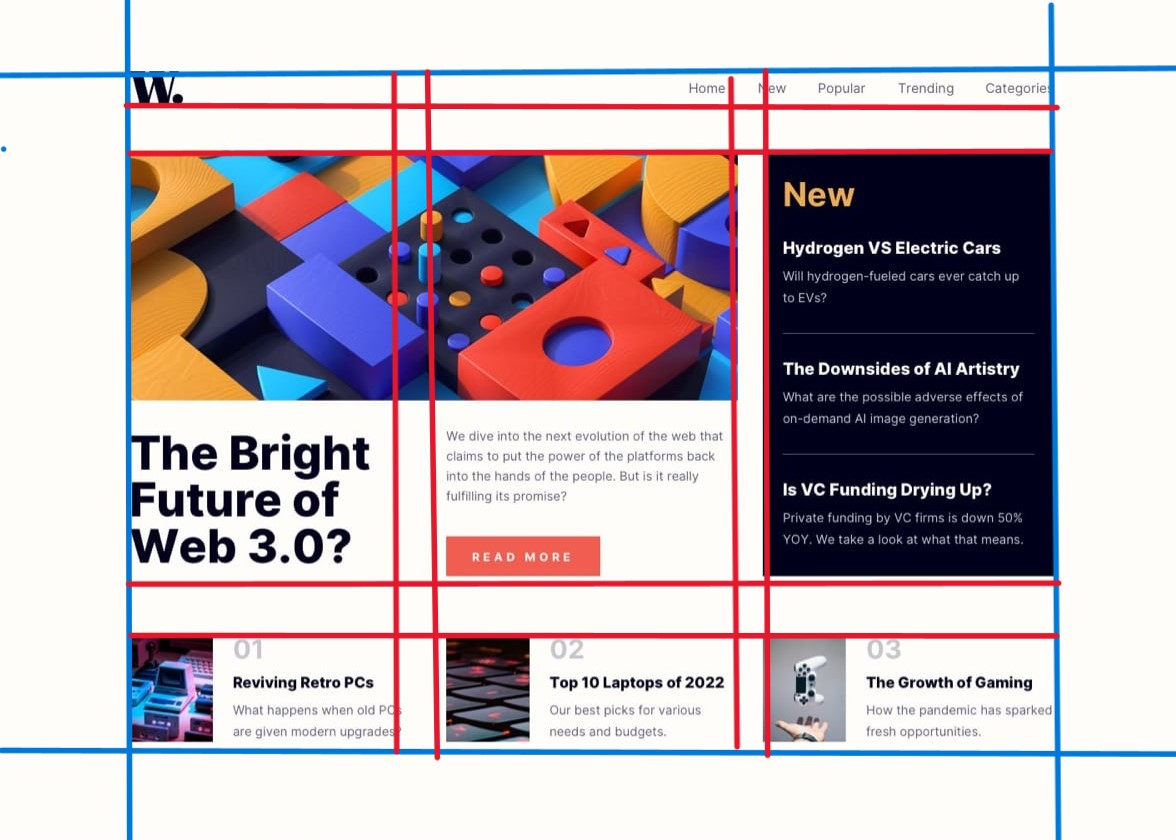 W.
Home New Popular Trending Categories
New
Hydrogen VS Electric Cars
Will hydrogen-fueled cars ever catch up
to EVs?
The Downsides of AI Artistry
What are the possible adverse effects of
on-demand AI image generation?
Is VC Funding Drying Up?
Private funding by VC firms is down 50%
YOY. We take a look at what that means.
The Bright
Future of
Web 3.0?
We dive into the next evolution of the web that
claims to put the power of the platforms back
into the hands of the people. But is it really
fulfilling its promise?
READ MORE
01
Reviving Retro PCs
What happens when old PCs
are given modern upgrades?
02
Top 10 Laptops of 2022
Our best picks for various
needs and budgets.
03
The Growth of Gaming
How the pandemic has sparked
fresh opportunities.